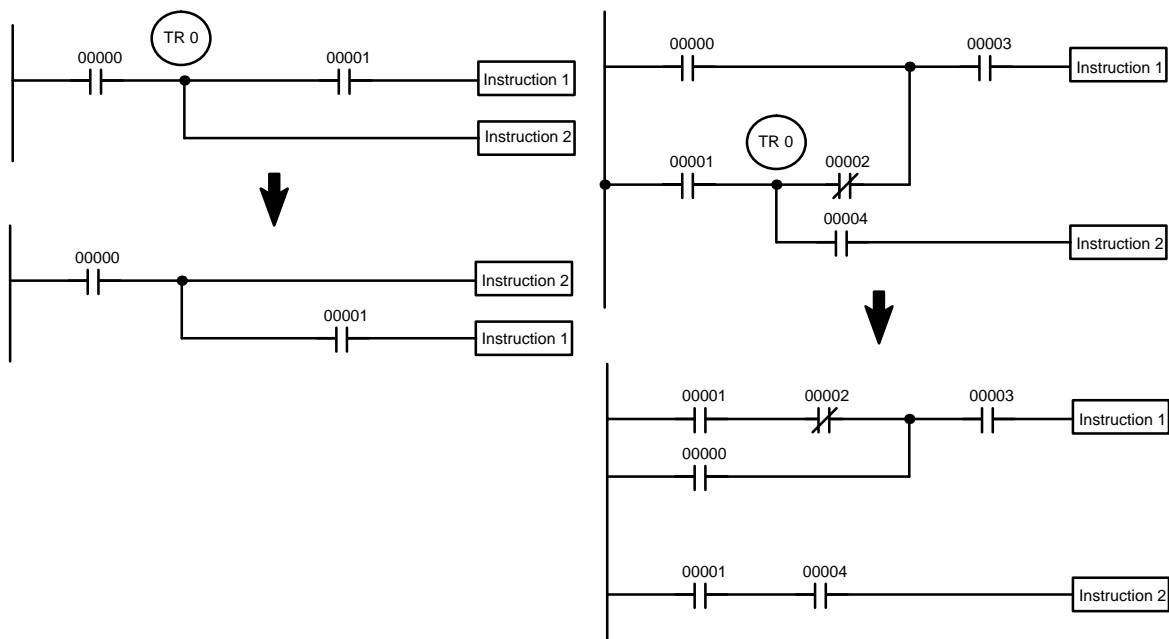 TR 0
00000 00001
Instruction 1
Instruction 2
00000
Instruction 2
00001
Instruction 1
00000 00003
Instruction 1
TR 0
00001 00002
00004
Instruction 2
00001 00002 00003
Instruction 1
00000
00001 00004
Instruction 2